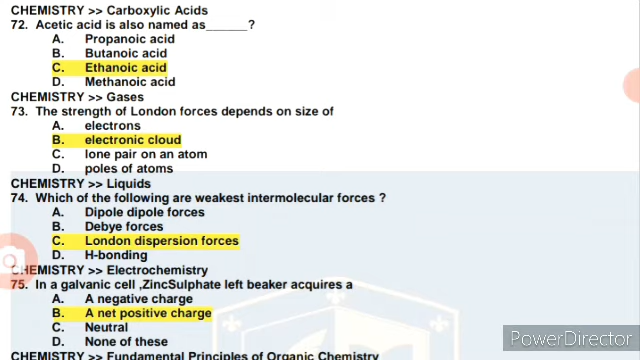 CHEMISTRY >> Carboxylic Acids
72. Acetic acid is also named as______?
A. Propanoic acid
B. Butanoic acid
C. Ethanoic acid
D. Methanoic acid
CHEMISTRY >> Gases
73. The strength of London forces depends on size of
A. electrons
B. electronic cloud
C. lone pair on an atom
D. poles of atoms
CHEMISTRY >> Liquids
74. Which of the following are weakest intermolecular forces ?
A. Dipole dipole forces
B. Debye forces
C. London dispersion forces
D. H-bonding
CHEMISTRY >> Electrochemistry
75. In a galvanic cell ,ZincSulphate left beaker acquires a
A. A negative charge
B. A net positive charge
C. Neutral
D. None of these
CHEMISTRY >> Fundamental Principles of Organic Chemistry
PowerDirector